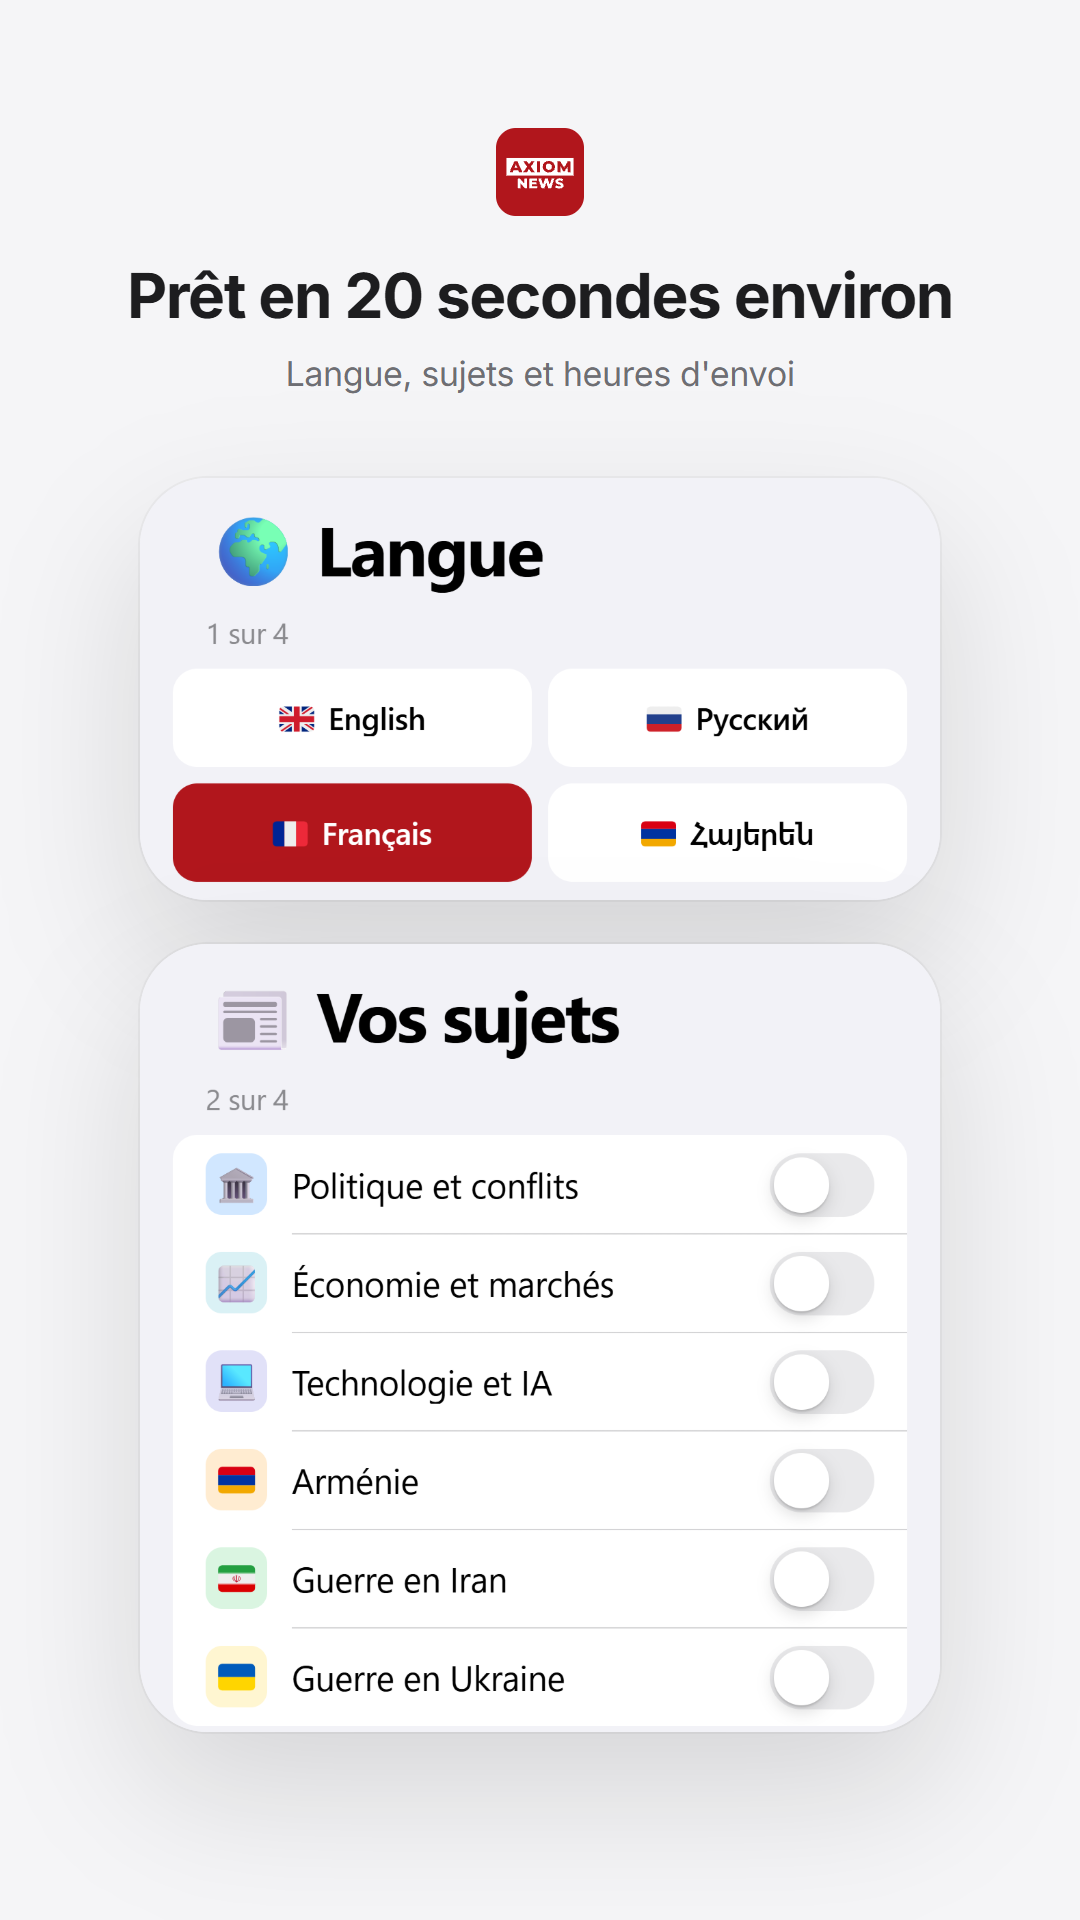 AXIOM
NEWS
Prêt en 20 secondes environ
Langue, sujets et heures d'envoi
Langue
1 sur 4
English
Русский
Français
Հայերեն
Vos sujets
2 sur 4
Politique et conflits
Économie et marchés
Technologie et IA
Arménie
Guerre en Iran
Guerre en Ukraine